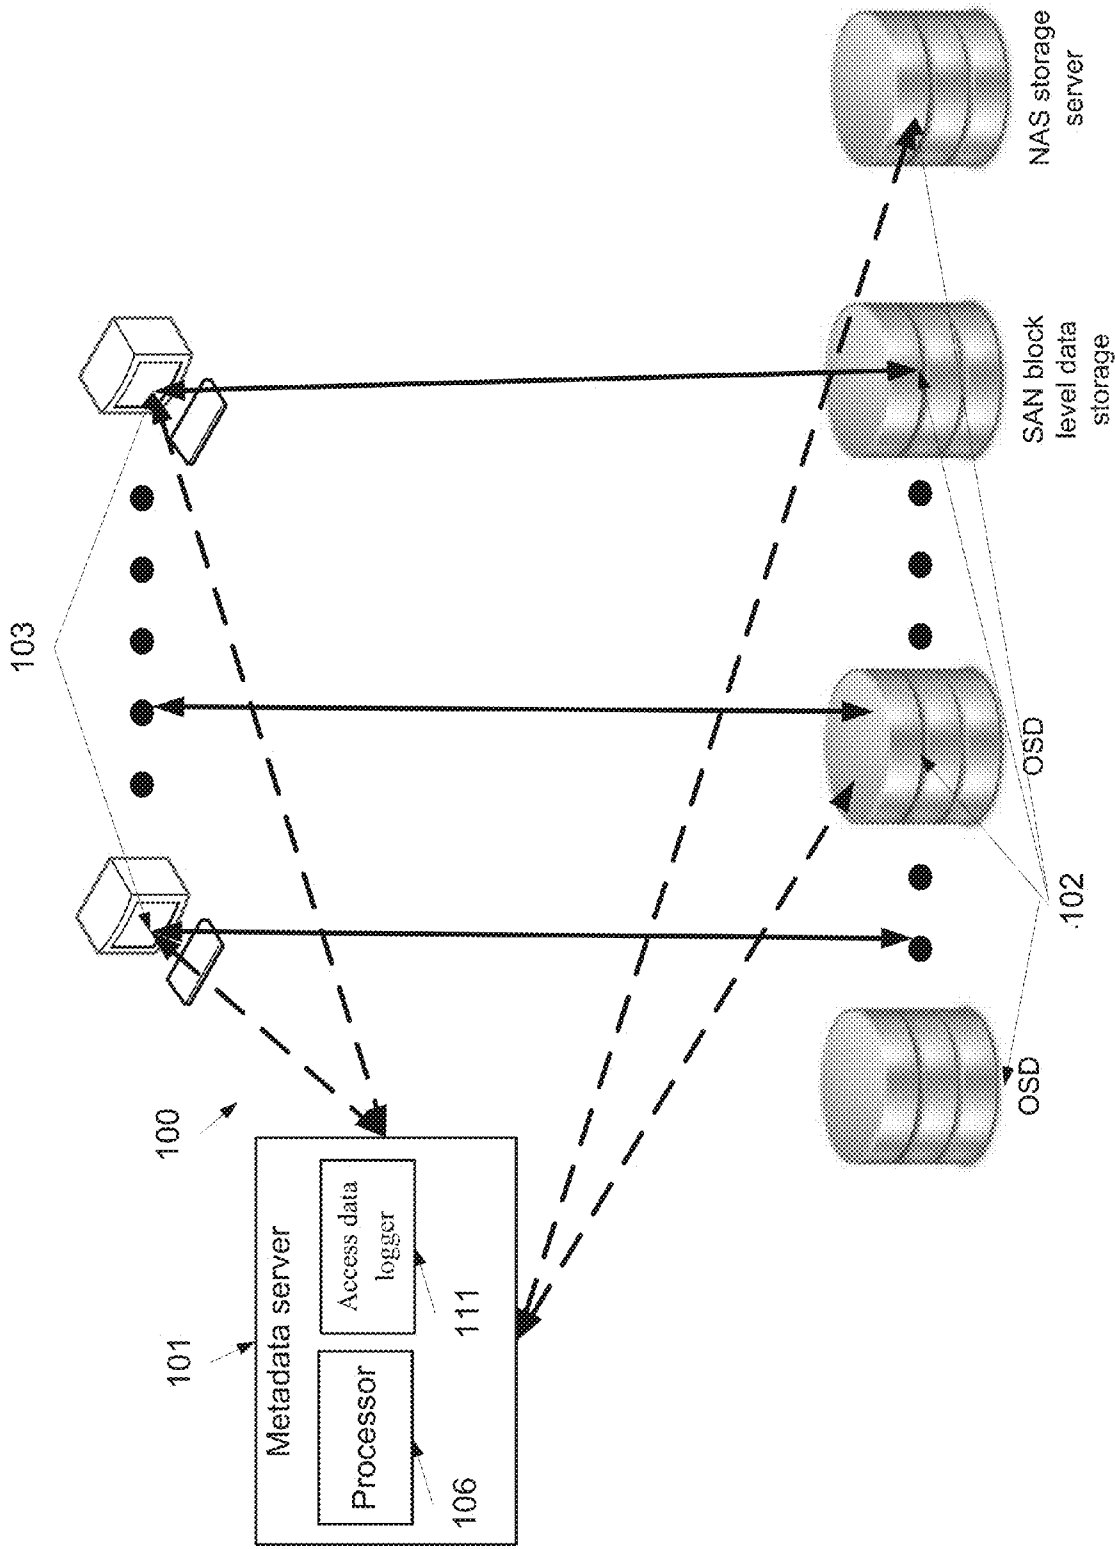 103
100
101
Metadata server
Processor
Access data
logger
106
111
OSD
OSD
SAN block
level data
storage
NAS storage
server
102